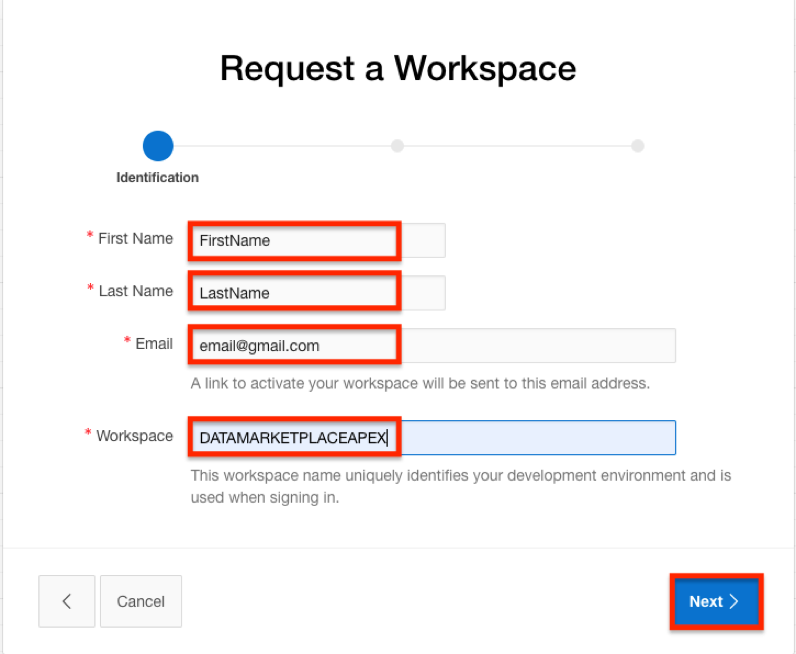 Request a Workspace
Identification
* First Name FirstName
* Last Name LastName
* Email email@gmail.com
A link to activate your workspace will be sent to this email address.
* Workspace DATAMARKETPLACEAPEX
This workspace name uniquely identifies your development environment and is
used when signing in.
Cancel Next